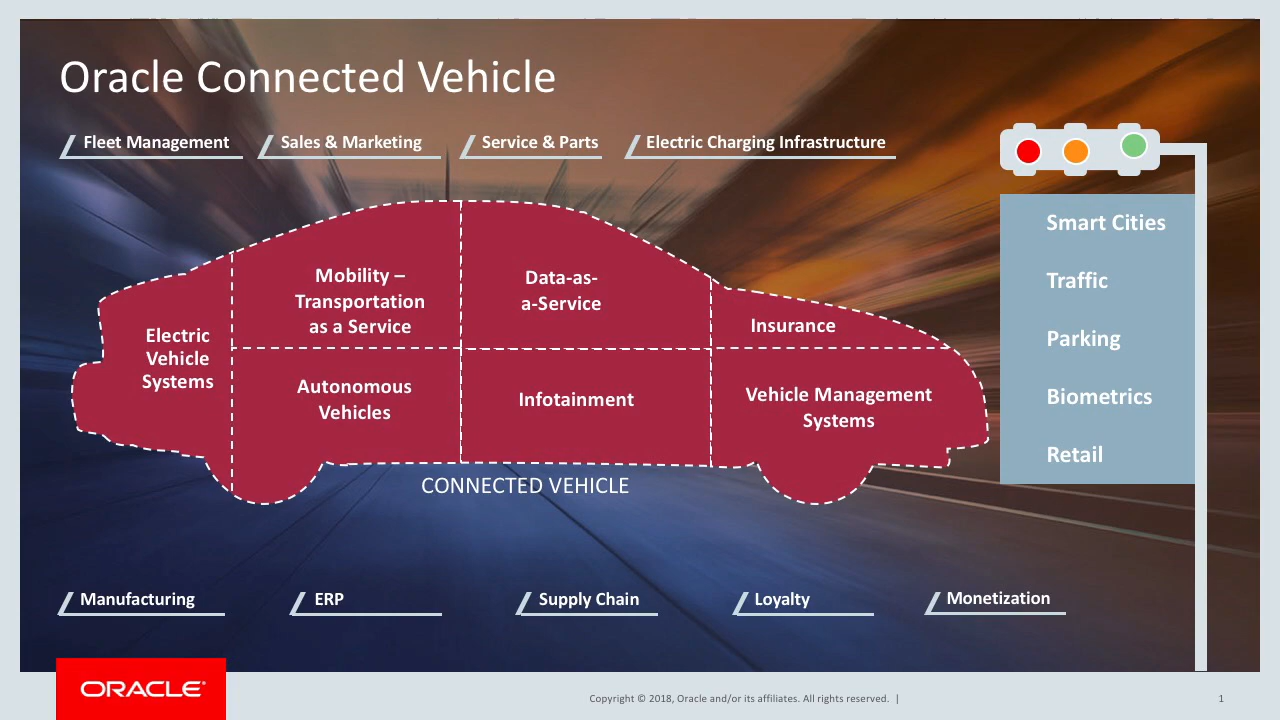 Oracle Connected Vehicle
Fleet Management
Sales & Marketing
Service & Parts
Electric Charging Infrastructure
Electric
Vehicle
Systems
Mobility –
Transportation
as a Service
Data-as-
a-Service
Insurance
Autonomous
Vehicles
Infotainment
Vehicle Management
Systems
CONNECTED VEHICLE
Smart Cities
Traffic
Parking
Biometrics
Retail
Manufacturing
ERP
Supply Chain
Loyalty
Monetization
ORACLE®
Copyright © 2018, Oracle and/or its affiliates. All rights reserved. |
1